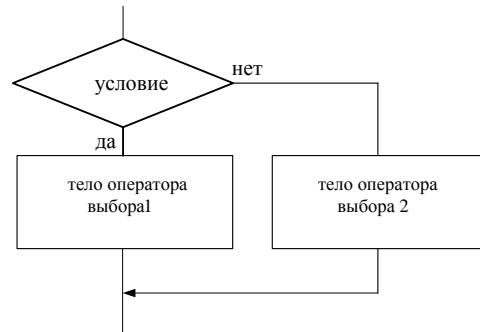 условие
нет
да
тело оператора
выбора1
тело оператора
выбора 2